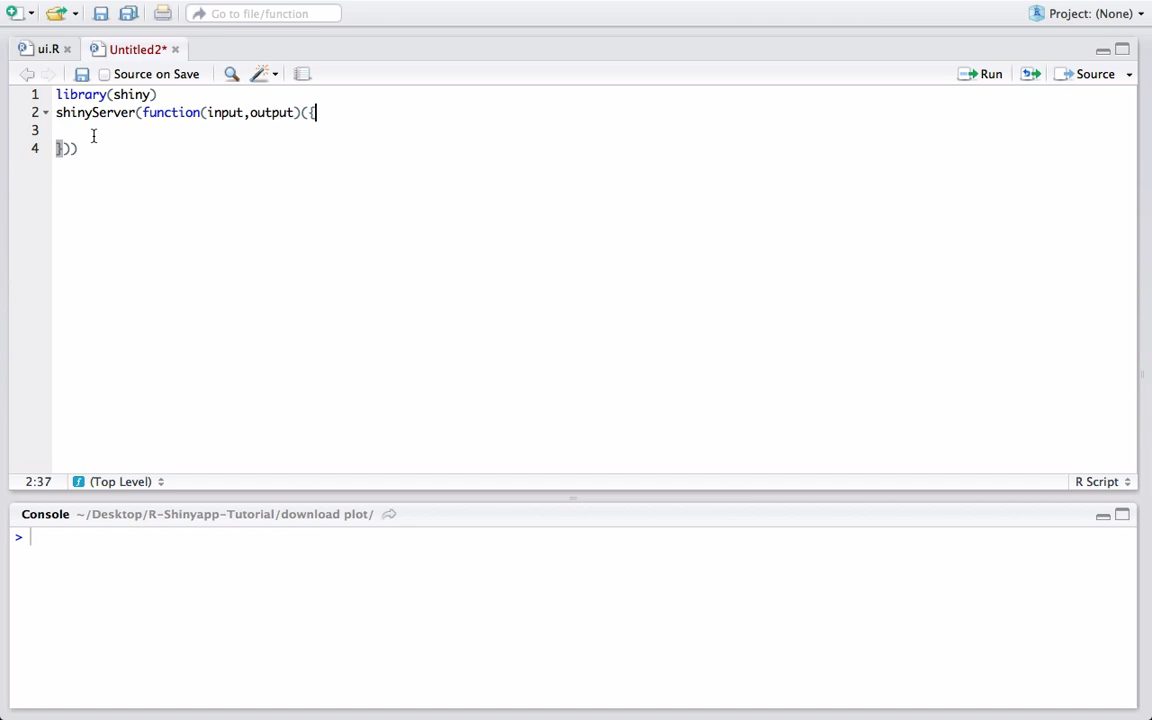 Go to file/function
Project: (None)
ui.R
Untitled2*
Source on Save
Run
Source
1 library(shiny)
2 shinyServer(function(input,output)({
3
4 }))
2:37 (Top Level)
R Script
Console ~/Desktop/R-Shinyapp-Tutorial/download plot/
>